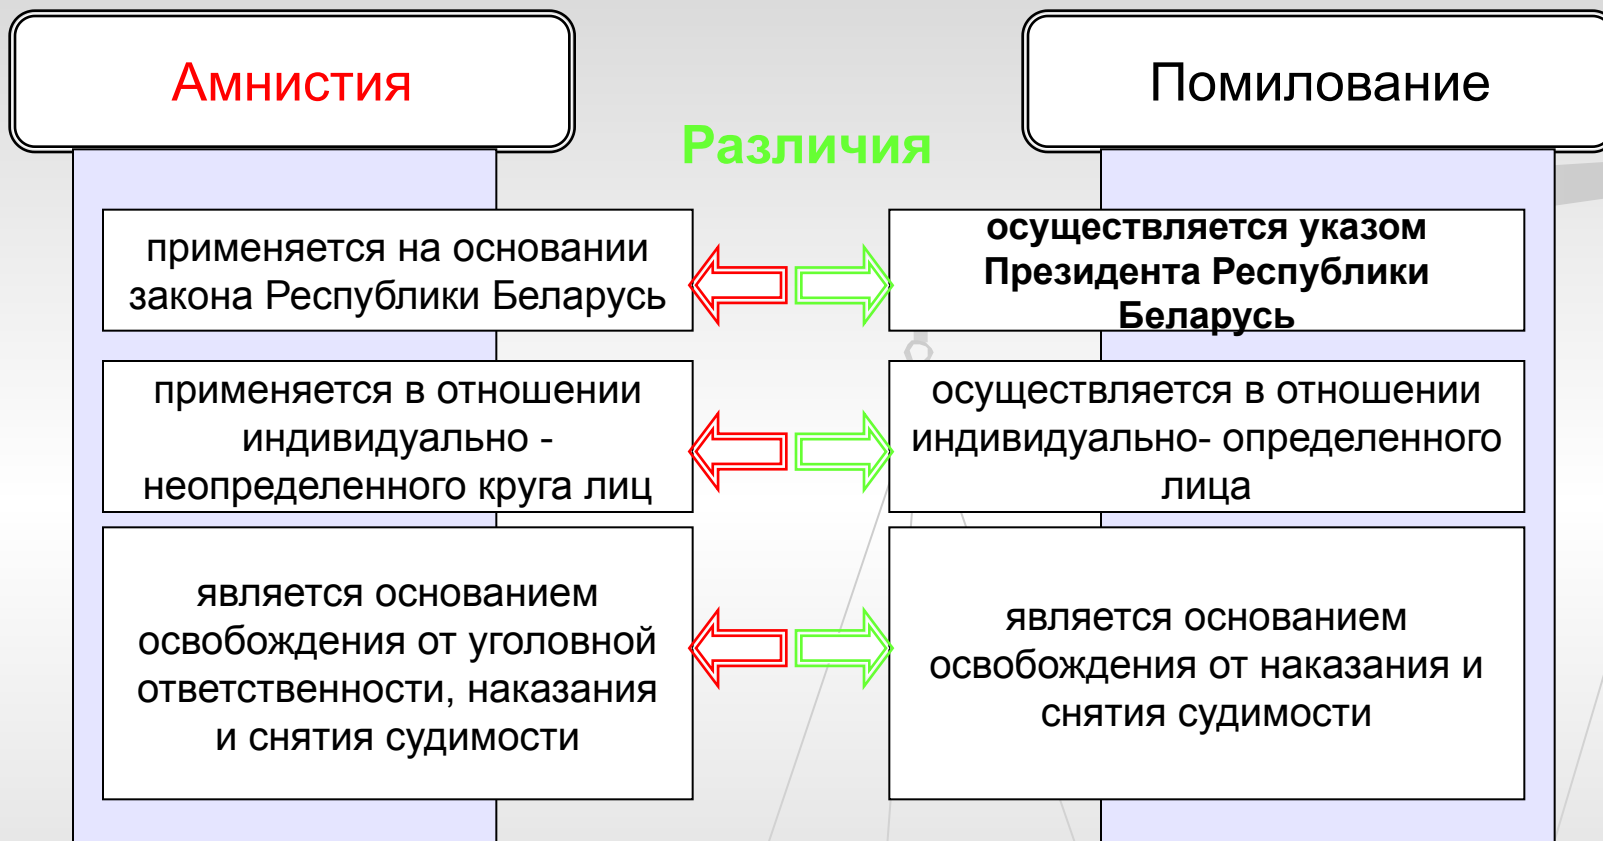 Амнистия
Помилование
Различия
применяется на основании
закона Республики Беларусь
осуществляется указом
Президента Республики
Беларусь
применяется в отношении
индивидуально -
неопределенного круга лиц
осуществляется в отношении
индивидуально- определенного
лица
является основанием
освобождения от уголовной
ответственности, наказания
и снятия судимости
является основанием
освобождения от наказания и
снятия судимости